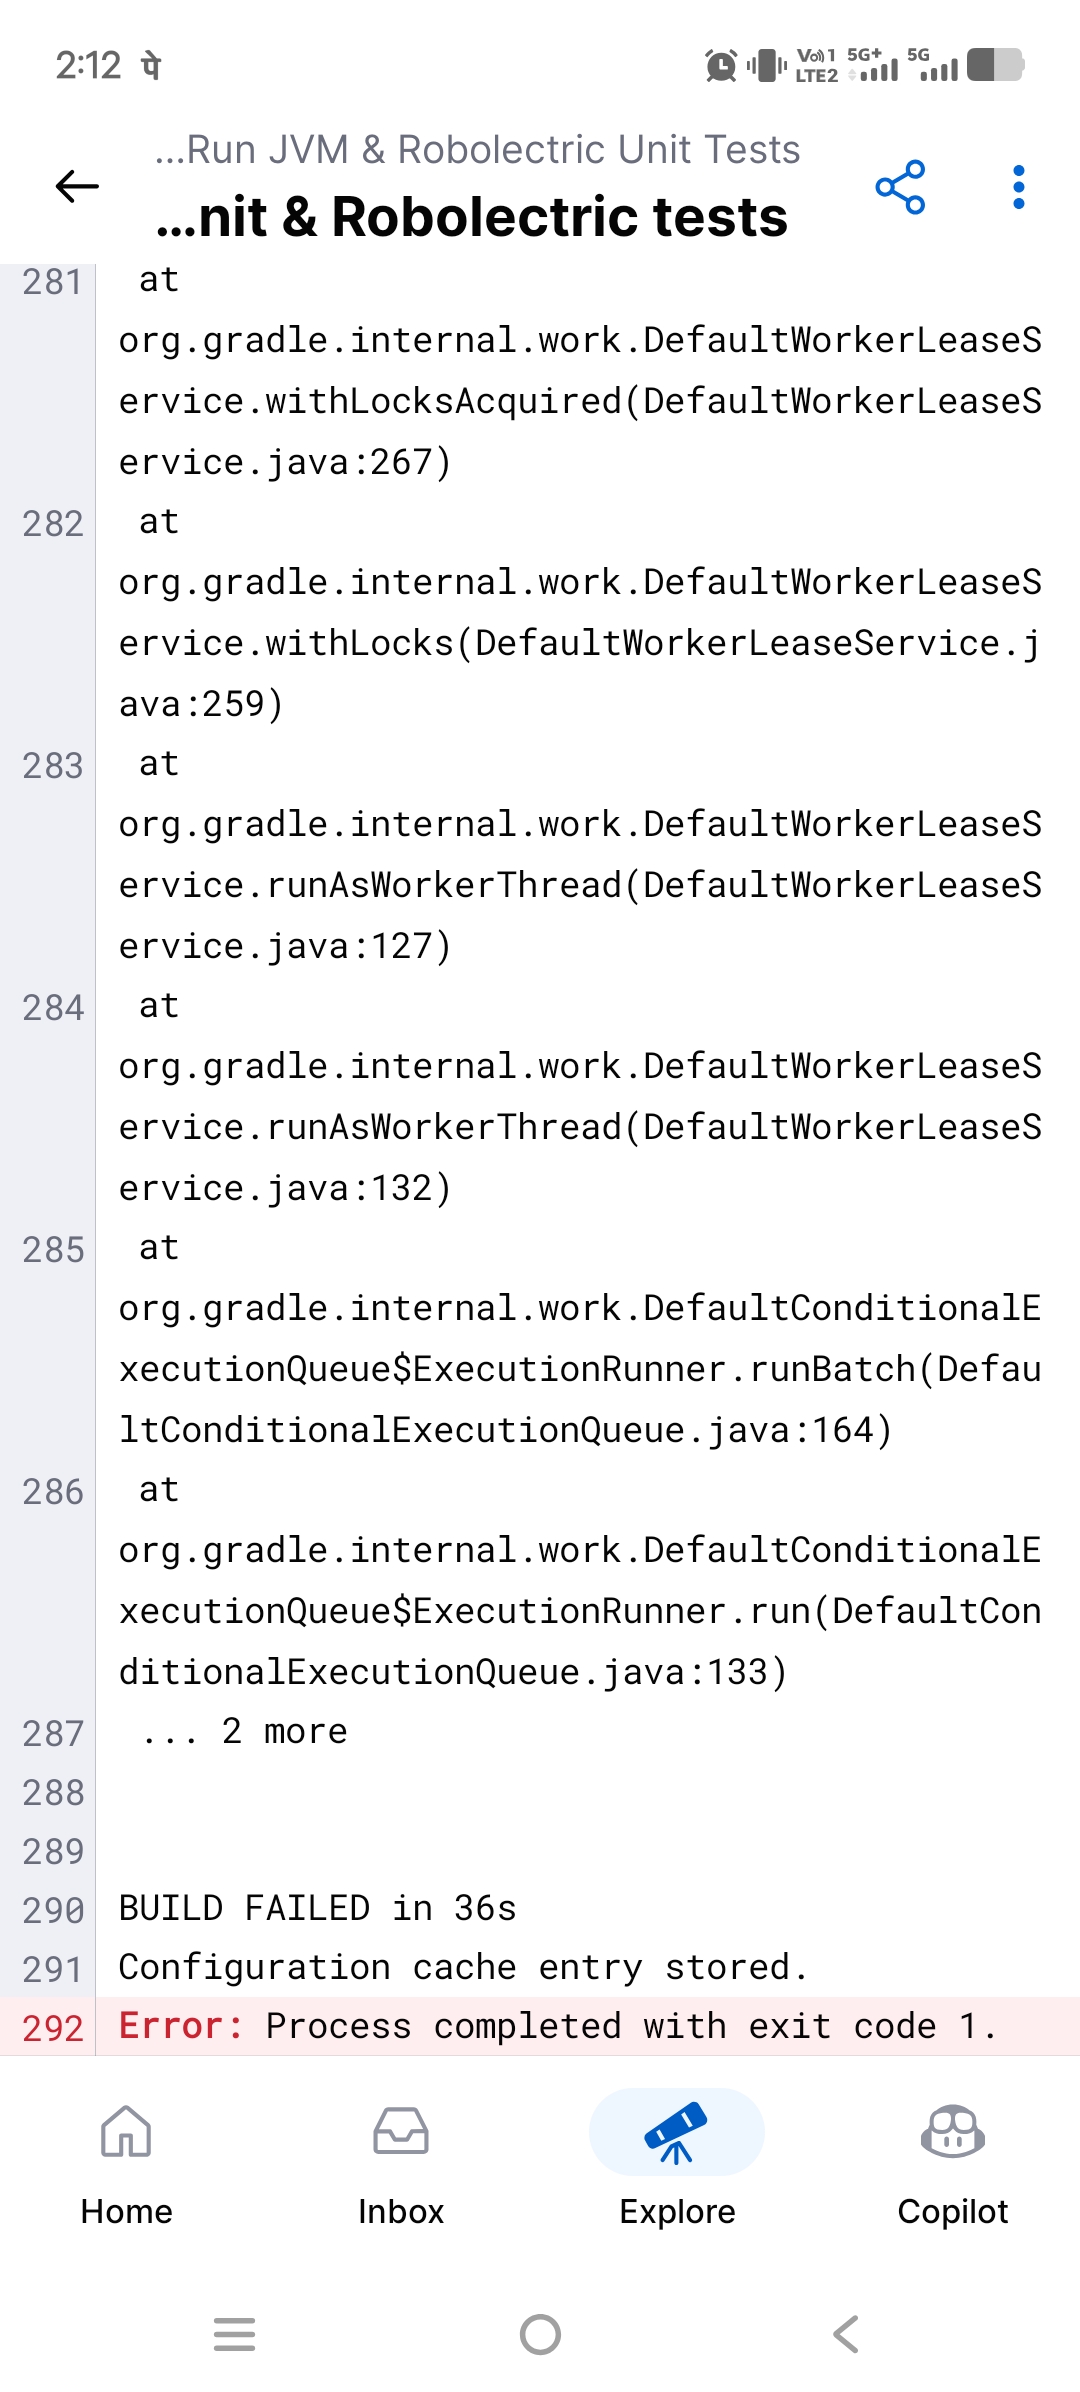 2:12 पे
Vo)) 1
LTE2
5G+
5G
...Run JVM & Robolectric Unit Tests
...nit & Robolectric tests
281 at
org.gradle.internal.work.DefaultWorkerLeaseS
ervice.withLocksAcquired(DefaultWorkerLeaseS
ervice.java:267)
282 at
org.gradle.internal.work.DefaultWorkerLeaseS
ervice.withLocks(DefaultWorkerLeaseService.j
ava:259)
283 at
org.gradle.internal.work.DefaultWorkerLeaseS
ervice.runAsWorkerThread(DefaultWorkerLeaseS
ervice.java:127)
284 at
org.gradle.internal.work.DefaultWorkerLeaseS
ervice.runAsWorkerThread(DefaultWorkerLeaseS
ervice.java:132)
285 at
org.gradle.internal.work.DefaultConditionalE
xecutionQueue$ExecutionRunner.runBatch(Defau
ltConditionalExecutionQueue.java:164)
286 at
org.gradle.internal.work.DefaultConditionalE
xecutionQueue$ExecutionRunner.run(DefaultCon
ditionalExecutionQueue.java:133)
287 ... 2 more
288
289
290 BUILD FAILED in 36s
291 Configuration cache entry stored.
292 Error: Process completed with exit code 1.
Home Inbox Explore Copilot